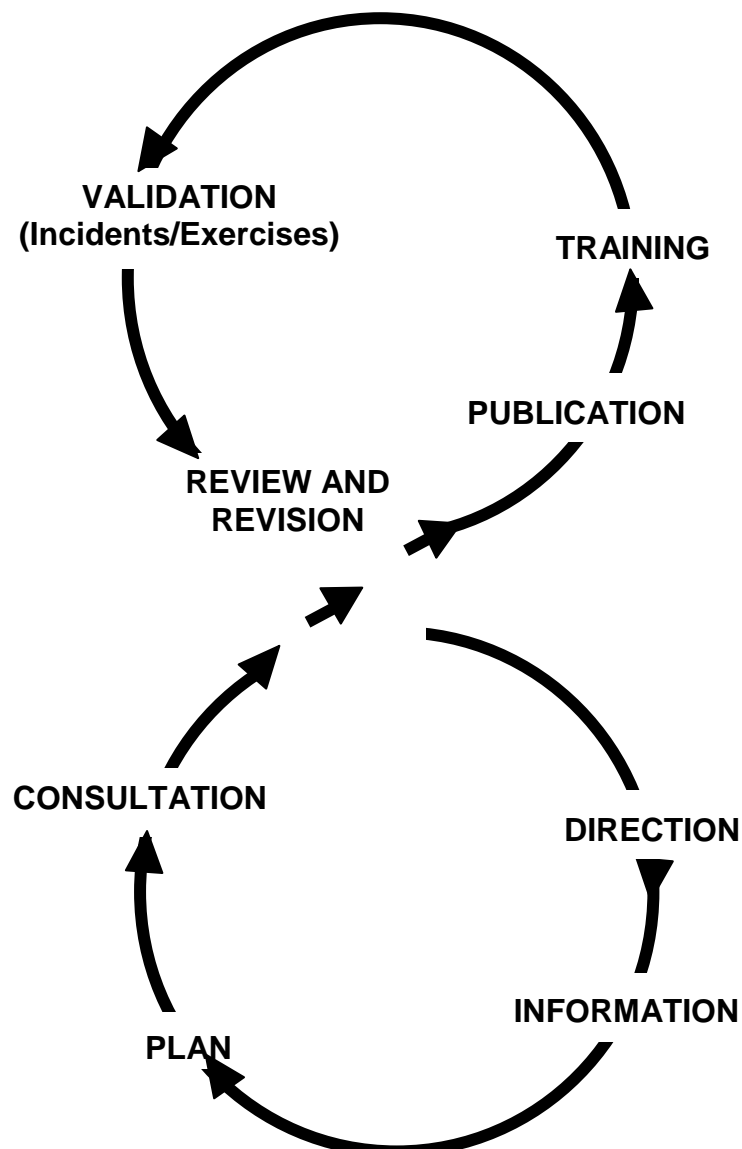 VALIDATION
(Incidents/Exercises)
TRAINING
PUBLICATION
REVIEW AND
REVISION
CONSULTATION
DIRECTION
INFORMATION
PLAN